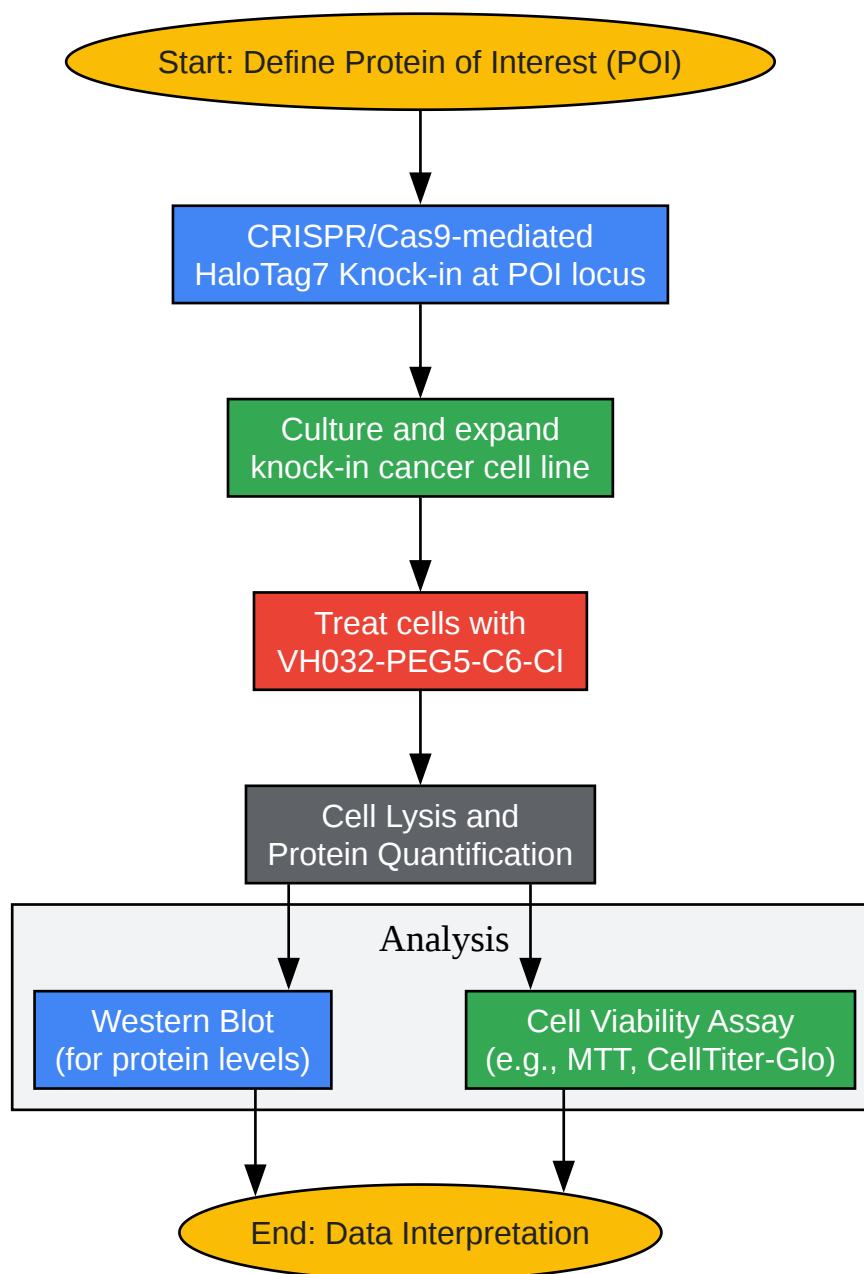 Start: Define Protein of Interest (POI)
CRISPR/Cas9-mediated
HaloTag7 Knock-in at POI locus
Culture and expand
knock-in cancer cell line
Treat cells with
VH032-PEG5-C6-Cl
Cell Lysis and
Protein Quantification
Analysis
Western Blot
(for protein levels)
Cell Viability Assay
(e.g., MTT, CellTiter-Glo)
End: Data Interpretation